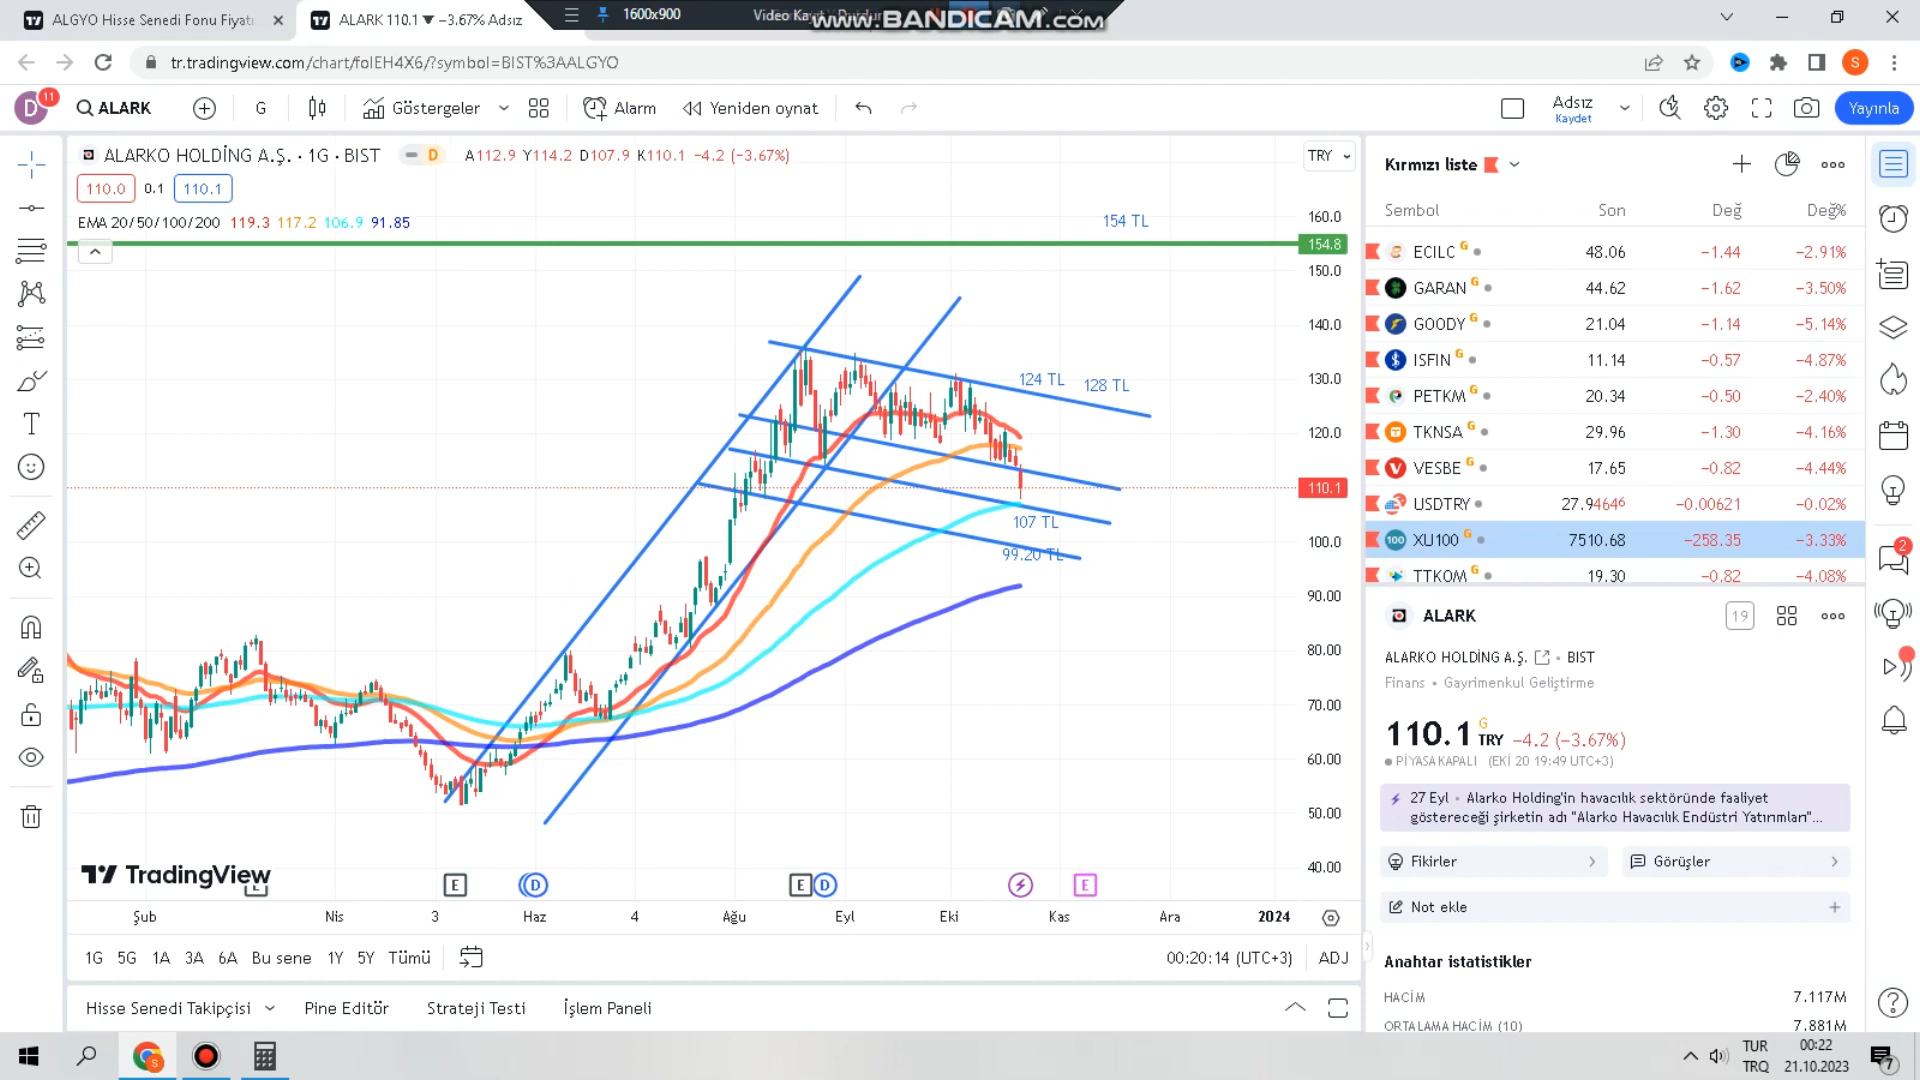 ALGYO Hisse Senedi Fonu Fiyatı
ALARK 110.1 ▼ −3.67% Adsız
1600x900
www.BANDICAM.com
tr.tradingview.com/chart/folEH4X6/?symbol=BIST%3AALGYO
S
D
11
ALARK
G
Göstergeler
Alarm
Yeniden oynat
Adsız
Kaydet
Yayınla
ALARKO HOLDİNG A.Ş. · 1G · BIST
D
A112.9 Y114.2 D107.9 K110.1 −4.2 (−3.67%)
TRY
110.0
0.1
110.1
EMA 20/50/100/200 119.3 117.2 106.9 91.85
154 TL
124 TL
128 TL
107 TL
99.20 TL
160.0
154.8
150.0
140.0
130.0
120.0
110.1
100.0
90.00
80.00
70.00
60.00
50.00
40.00
TradingView
E
D
E
D
E
Şub
Nis
3
Haz
4
Ağu
Eyl
Eki
Kas
Ara
2024
1G 5G 1A 3A 6A Bu sene 1Y 5Y Tümü
00:20:14 (UTC+3)
ADJ
Hisse Senedi Takipçisi
Pine Editör
Strateji Testi
İşlem Paneli
Kırmızı liste
Sembol Son Değ Değ%
ECILC G 48.06 −1.44 −2.91%
GARAN G 44.62 −1.62 −3.50%
GOODY G 21.04 −1.14 −5.14%
ISFIN G 11.14 −0.57 −4.87%
PETKM G 20.34 −0.50 −2.40%
TKNSA G 29.96 −1.30 −4.16%
VESBE G 17.65 −0.82 −4.44%
USDTRY 27.9464⁶ −0.00621 −0.02%
100 XU100 G 7510.68 −258.35 −3.33%
TTKOM G 19.30 −0.82 −4.08%
ALARK
19
ALARKO HOLDİNG A.Ş. • BIST
Finans • Gayrimenkul Geliştirme
110.1 G TRY −4.2 (−3.67%)
PİYASA KAPALI (EKİ 20 19:49 UTC+3)
27 Eyl • Alarko Holding'in havacılık sektöründe faaliyet
göstereceği şirketin adı "Alarko Havacılık Endüstri Yatırımları"...
Fikirler
Görüşler
Not ekle
Anahtar istatistikler
HACİM 7.117M
ORTALAMA HACİM (10) 7.881M
2
TUR
TRQ
00:22
21.10.2023
7